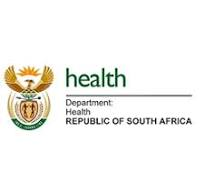 health
Department:
Health
REPUBLIC OF SOUTH AFRICA